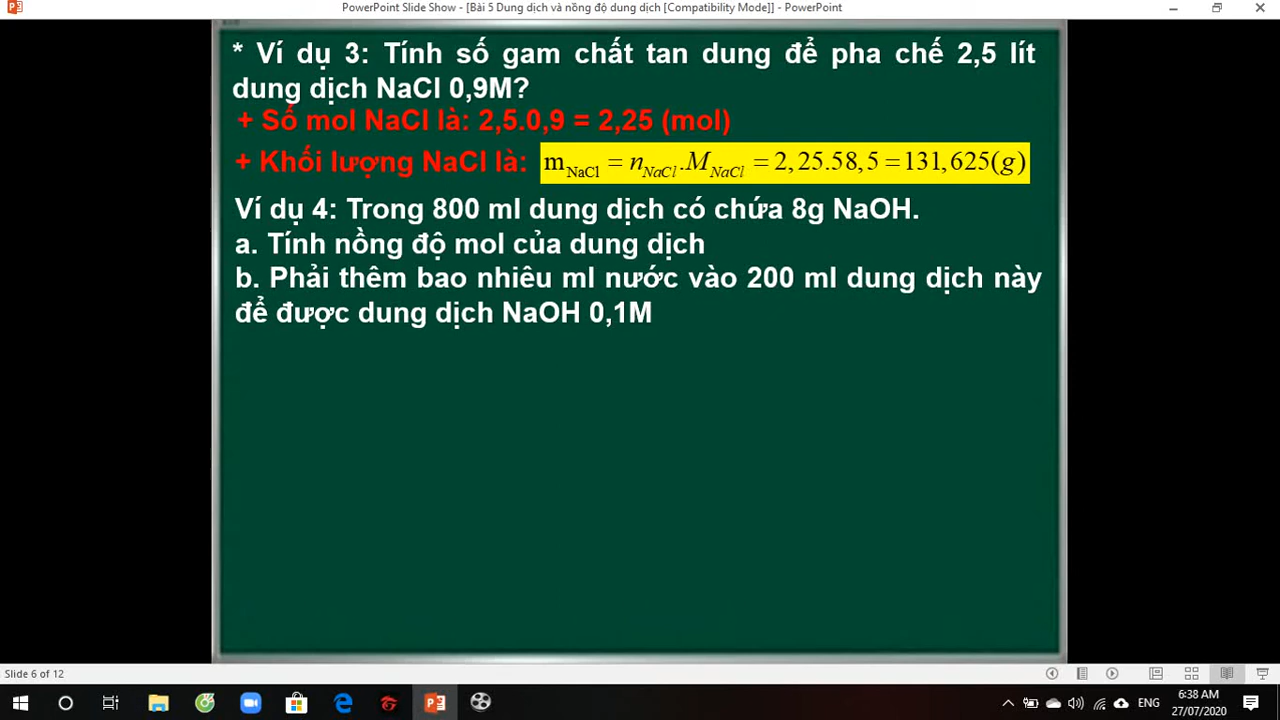 PowerPoint Slide Show - [Bài 5 Dung dịch và nồng độ dung dịch [Compatibility Mode]] - PowerPoint
* Ví dụ 3: Tính số gam chất tan dung để pha chế 2,5 lít
dung dịch NaCl 0,9M?
+ Số mol NaCl là: 2,5.0,9 = 2,25 (mol)
+ Khối lượng NaCl là: m_NaCl = n_NaCl.M_NaCl = 2,25.58,5 = 131,625(g)
Ví dụ 4: Trong 800 ml dung dịch có chứa 8g NaOH.
a. Tính nồng độ mol của dung dịch
b. Phải thêm bao nhiêu ml nước vào 200 ml dung dịch này
để được dung dịch NaOH 0,1M
Slide 6 of 12
ENG
6:38 AM
27/07/2020